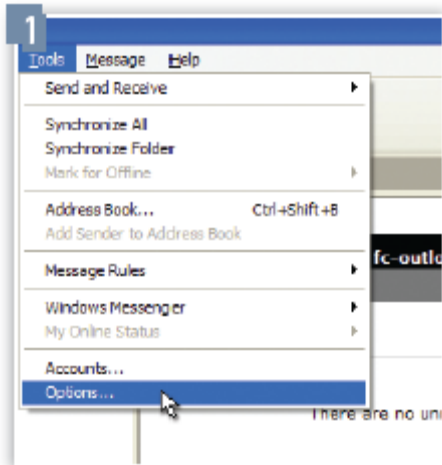 1
Tools Message Help
Send and Receive
Synchronize All
Synchronize Folder
Mark for Offline
Address Book... Ctrl+Shift+B
Add Sender to Address Book
Message Rules
fc-outlo
Windows Messenger
My Online Status
Accounts...
Options...
There are no un